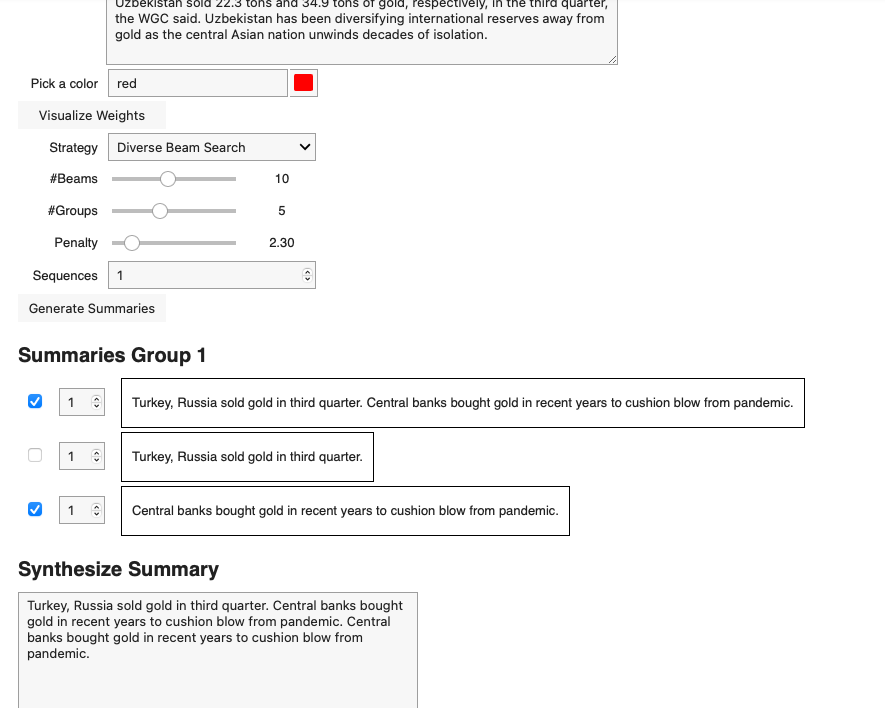 Uzbekistan sold 22.3 tons and 34.9 tons of gold, respectively, in the third quarter,
the WGC said. Uzbekistan has been diversifying international reserves away from
gold as the central Asian nation unwinds decades of isolation.
Pick a color red
Visualize Weights
Strategy Diverse Beam Search
#Beams 10
#Groups 5
Penalty 2.30
Sequences 1
Generate Summaries
Summaries Group 1
1 Turkey, Russia sold gold in third quarter. Central banks bought gold in recent years to cushion blow from pandemic.
1 Turkey, Russia sold gold in third quarter.
1 Central banks bought gold in recent years to cushion blow from pandemic.
Synthesize Summary
Turkey, Russia sold gold in third quarter. Central banks bought
gold in recent years to cushion blow from pandemic. Central
banks bought gold in recent years to cushion blow from
pandemic.